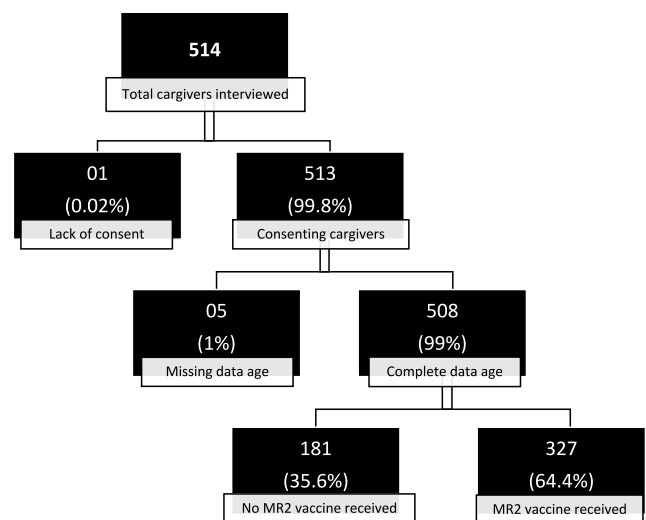 514
Total cargivers interviewed
01
(0.02%)
Lack of consent
513
(99.8%)
Consenting cargivers
05
(1%)
Missing data age
508
(99%)
Complete data age
181
(35.6%)
No MR2 vaccine received
327
(64.4%)
MR2 vaccine received